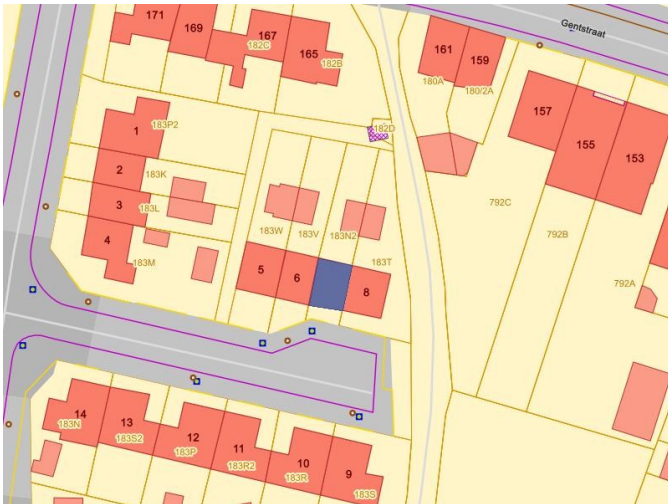 171
169
167
182C
165
182B
161
180A
159
180/2A
Gentstraat
157
155
153
1
183P2
182D
2
183K
3
183L
4
183M
183W
183V
183N2
183T
5
6
8
792C
792B
792A
14
183N
13
183S2
12
183P
11
183R2
10
183R
9
183S